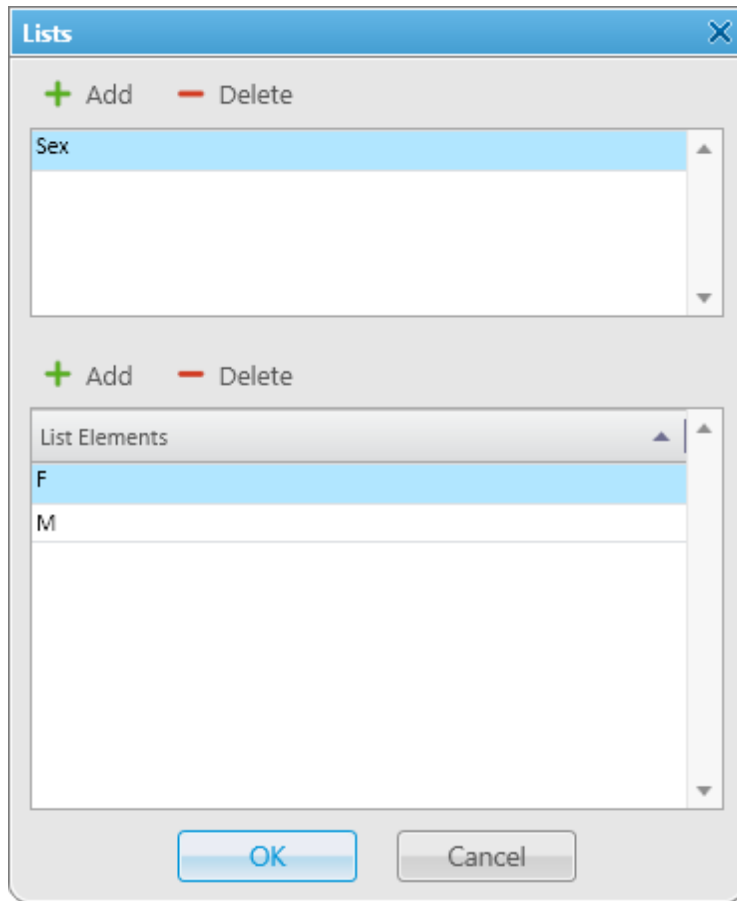 Lists
Add Delete
Sex
Add Delete
List Elements
F
M
OK Cancel